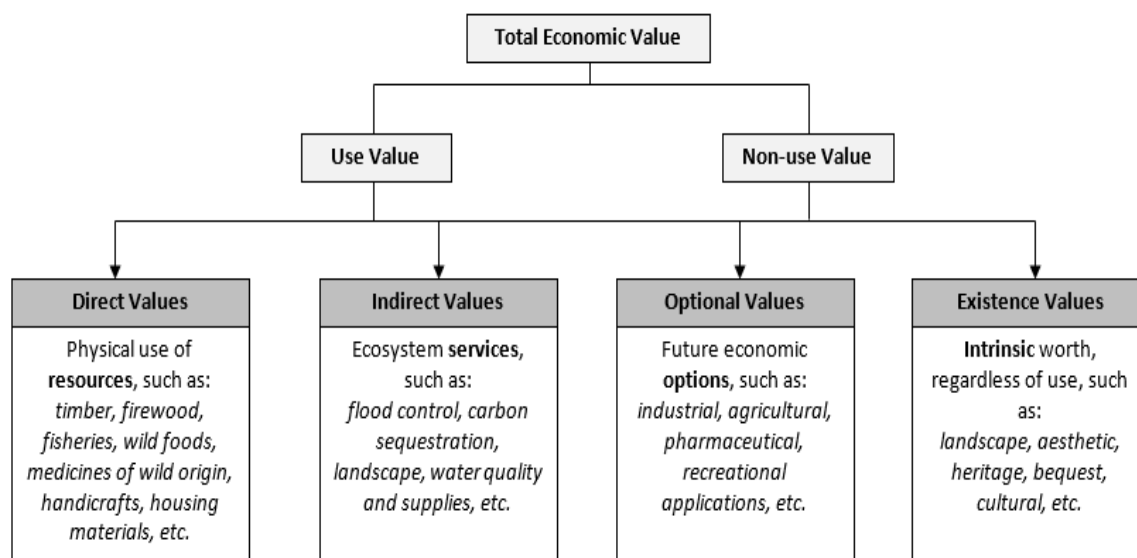 Total Economic Value
Use Value
Non-use Value
Direct Values
Physical use of
resources, such as:
timber, firewood,
fisheries, wild foods,
medicines of wild origin,
handicrafts, housing
materials, etc.
Indirect Values
Ecosystem services,
such as:
flood control, carbon
sequestration,
landscape, water quality
and supplies, etc.
Optional Values
Future economic
options, such as:
industrial, agricultural,
pharmaceutical,
recreational
applications, etc.
Existence Values
Intrinsic worth,
regardless of use, such
as:
landscape, aesthetic,
heritage, bequest,
cultural, etc.